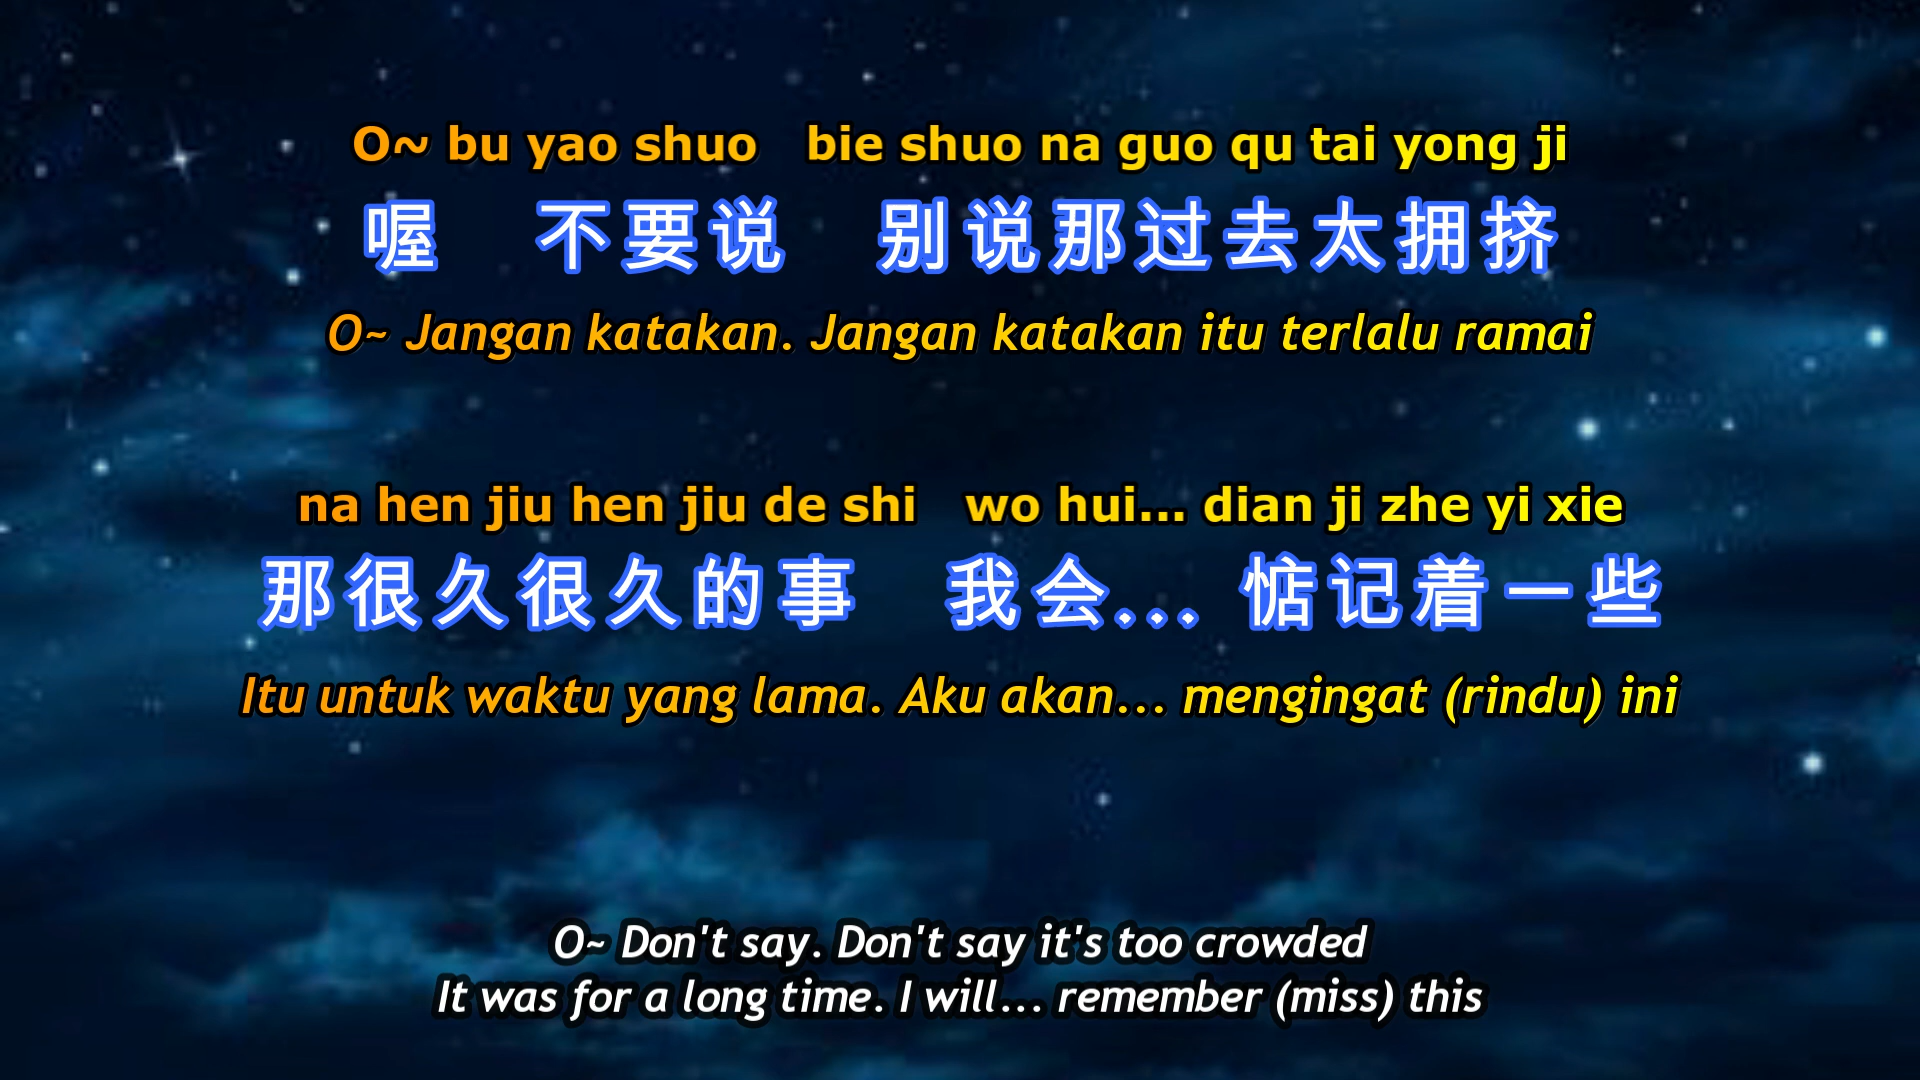 O~ bu yao shuo   bie shuo na guo qu tai yong ji
喔 不要说 别说那过去太拥挤
O~ Jangan katakan. Jangan katakan itu terlalu ramai
na hen jiu hen jiu de shi   wo hui... dian ji zhe yi xie
那很久很久的事 我会... 惦记着一些
Itu untuk waktu yang lama. Aku akan... mengingat (rindu) ini
O~ Don't say. Don't say it's too crowded
It was for a long time. I will... remember (miss) this